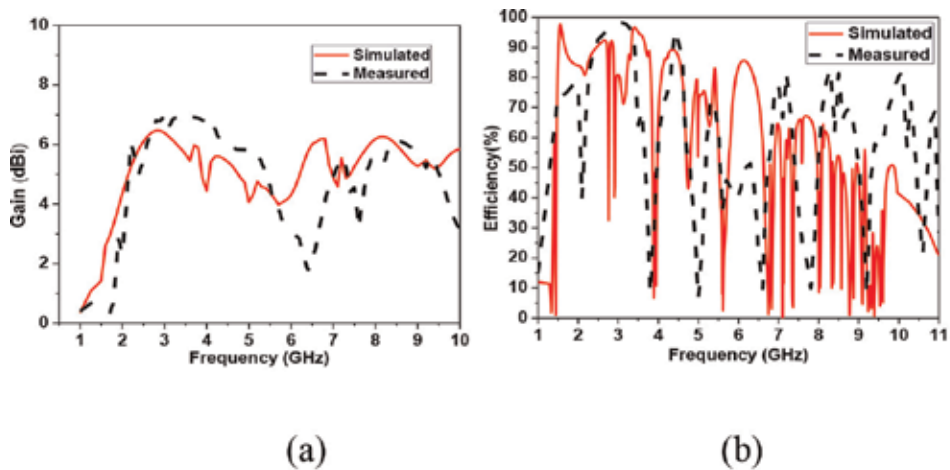 10
8
6
4
2
0
Gain (dBi)
Simulated
Measured
1 2 3 4 5 6 7 8 9 10
Frequency (GHz)
(a)
100
90
80
70
60
50
40
30
20
10
0
Efficiency(%)
Simulated
Measured
1 2 3 4 5 6 7 8 9 10 11
Frequency (GHz)
(b)